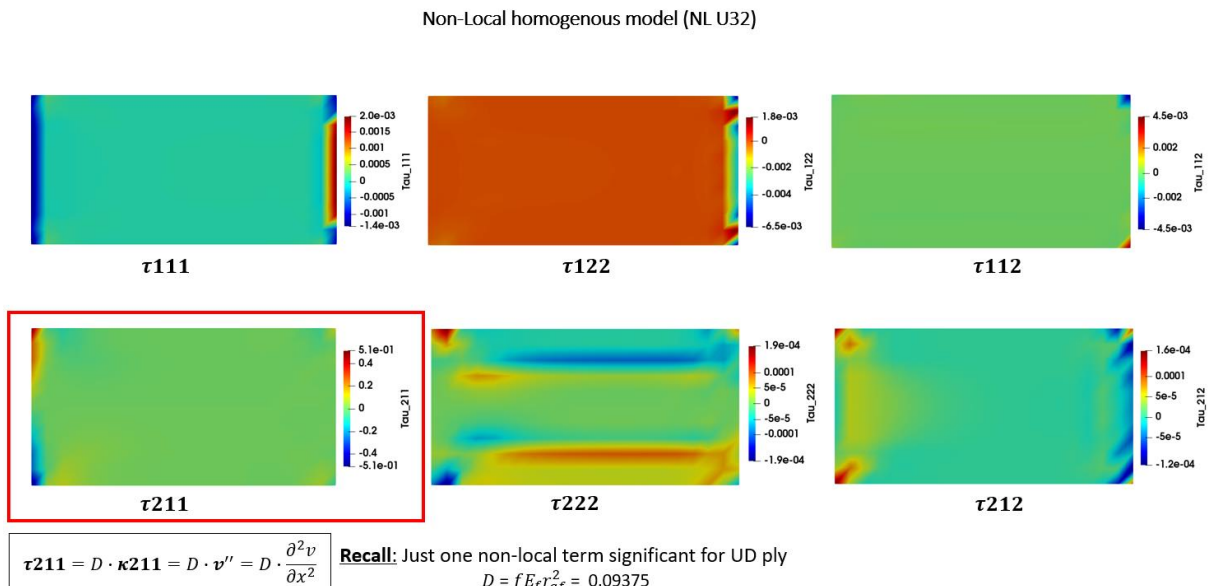 Non-Local homogenous model (NL U32)
2.0e-03
0.0015
0.001
0.0005
0
-0.0005
-0.001
-1.4e-03
Tau_111
τ111
1.8e-03
0
-0.002
-0.004
-6.5e-03
Tau_122
τ122
4.5e-03
0.002
0
-0.002
-4.5e-03
Tau_112
τ112
5.1e-01
0.4
0.2
0
-0.2
-0.4
-5.1e-01
Tau_211
τ211
1.9e-04
0.0001
5e-5
0
-5e-5
-0.0001
-1.9e-04
Tau_222
τ222
1.6e-04
0.0001
5e-5
0
-5e-5
-1.2e-04
Tau_212
τ212
τ211 = D · κ211 = D · v′′ = D · ∂²v/∂x²
Recall: Just one non-local term significant for UD ply
D = f E_f r²_gf = 0.09375